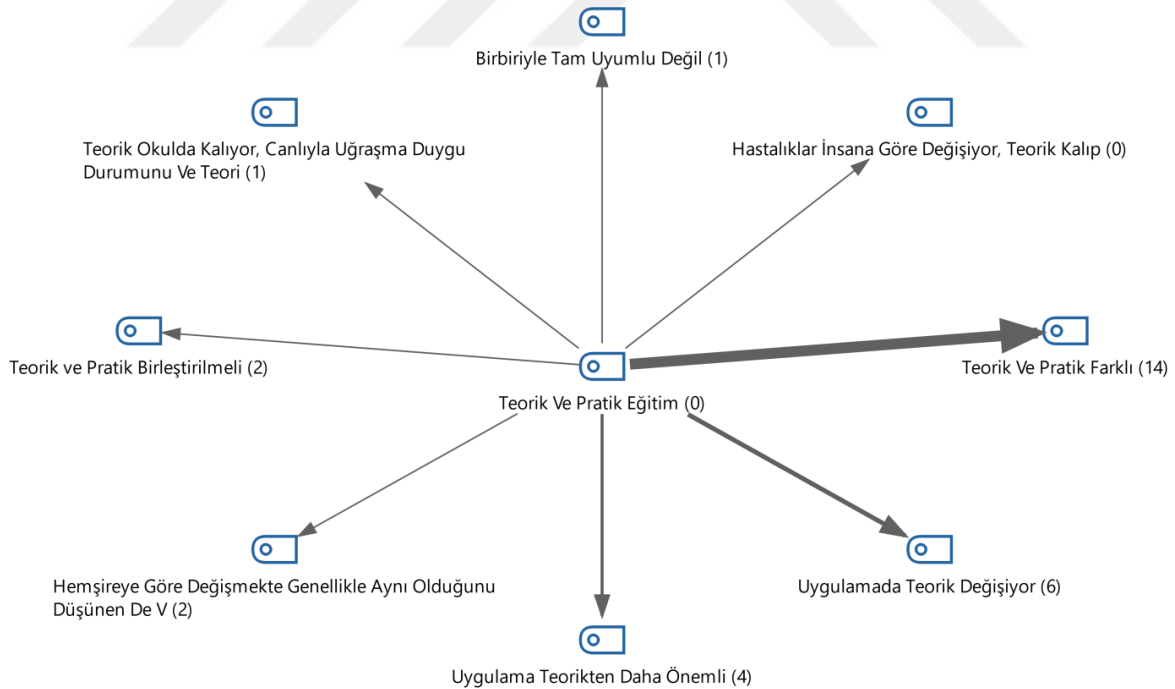 Birbiriyle Tam Uyumlu Değil (1)
Teorik Okulda Kalıyor, Canlıyla Uğraşma Duygu
Durumunu Ve Teori (1)
Hastalıklar İnsana Göre Değişiyor, Teorik Kalıp (0)
Teorik ve Pratik Birleştirilmeli (2)
Teorik Ve Pratik Farklı (14)
Teorik Ve Pratik Eğitim (0)
Hemşireye Göre Değişmekte Genellikle Aynı Olduğunu
Düşünen De V (2)
Uygulamada Teorik Değişiyor (6)
Uygulama Teorikten Daha Önemli (4)